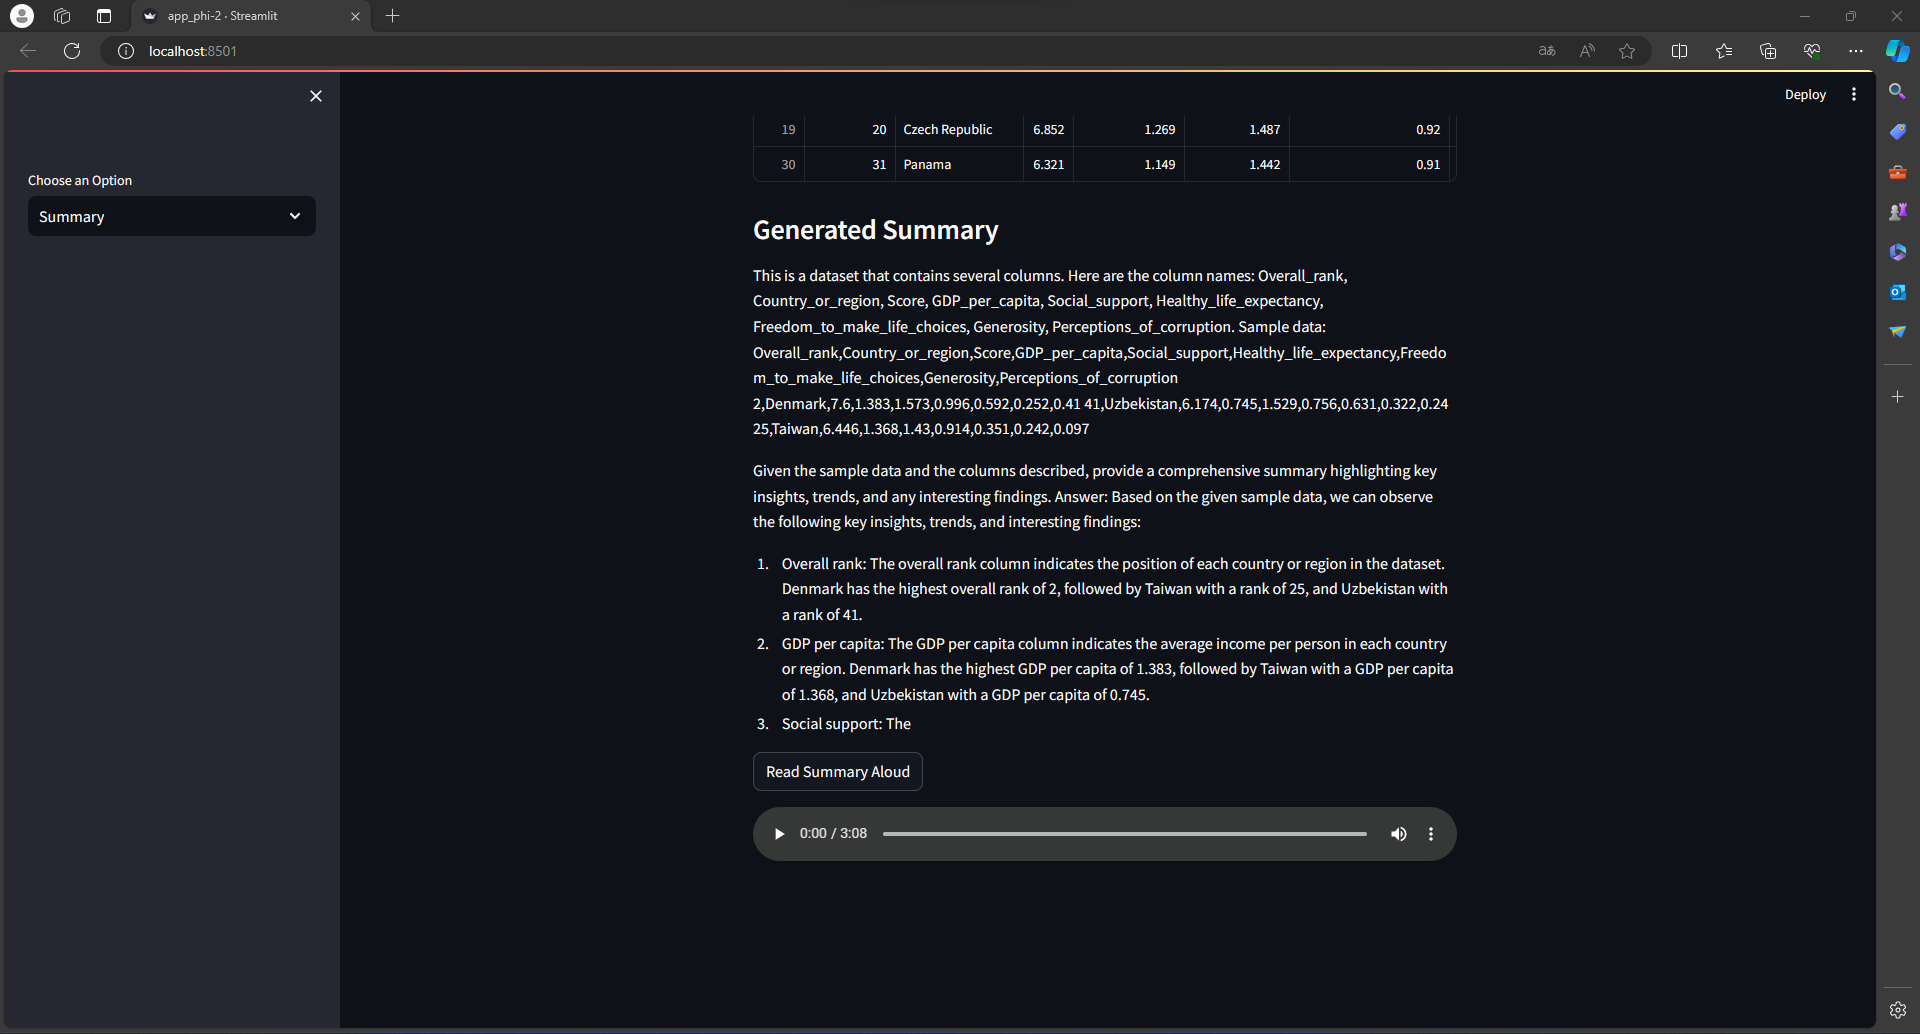 app_phi-2 · Streamlit
localhost:8501
Deploy
Choose an Option
Summary
19 20 Czech Republic 6.852 1.269 1.487 0.92
30 31 Panama 6.321 1.149 1.442 0.91
Generated Summary
This is a dataset that contains several columns. Here are the column names: Overall_rank,
Country_or_region, Score, GDP_per_capita, Social_support, Healthy_life_expectancy,
Freedom_to_make_life_choices, Generosity, Perceptions_of_corruption. Sample data:
Overall_rank,Country_or_region,Score,GDP_per_capita,Social_support,Healthy_life_expectancy,Freedo
m_to_make_life_choices,Generosity,Perceptions_of_corruption
2,Denmark,7.6,1.383,1.573,0.996,0.592,0.252,0.41 41,Uzbekistan,6.174,0.745,1.529,0.756,0.631,0.322,0.24
25,Taiwan,6.446,1.368,1.43,0.914,0.351,0.242,0.097
Given the sample data and the columns described, provide a comprehensive summary highlighting key
insights, trends, and any interesting findings. Answer: Based on the given sample data, we can observe
the following key insights, trends, and interesting findings:
1. Overall rank: The overall rank column indicates the position of each country or region in the dataset.
Denmark has the highest overall rank of 2, followed by Taiwan with a rank of 25, and Uzbekistan with
a rank of 41.
2. GDP per capita: The GDP per capita column indicates the average income per person in each country
or region. Denmark has the highest GDP per capita of 1.383, followed by Taiwan with a GDP per capita
of 1.368, and Uzbekistan with a GDP per capita of 0.745.
3. Social support: The
Read Summary Aloud
0:00 / 3:08